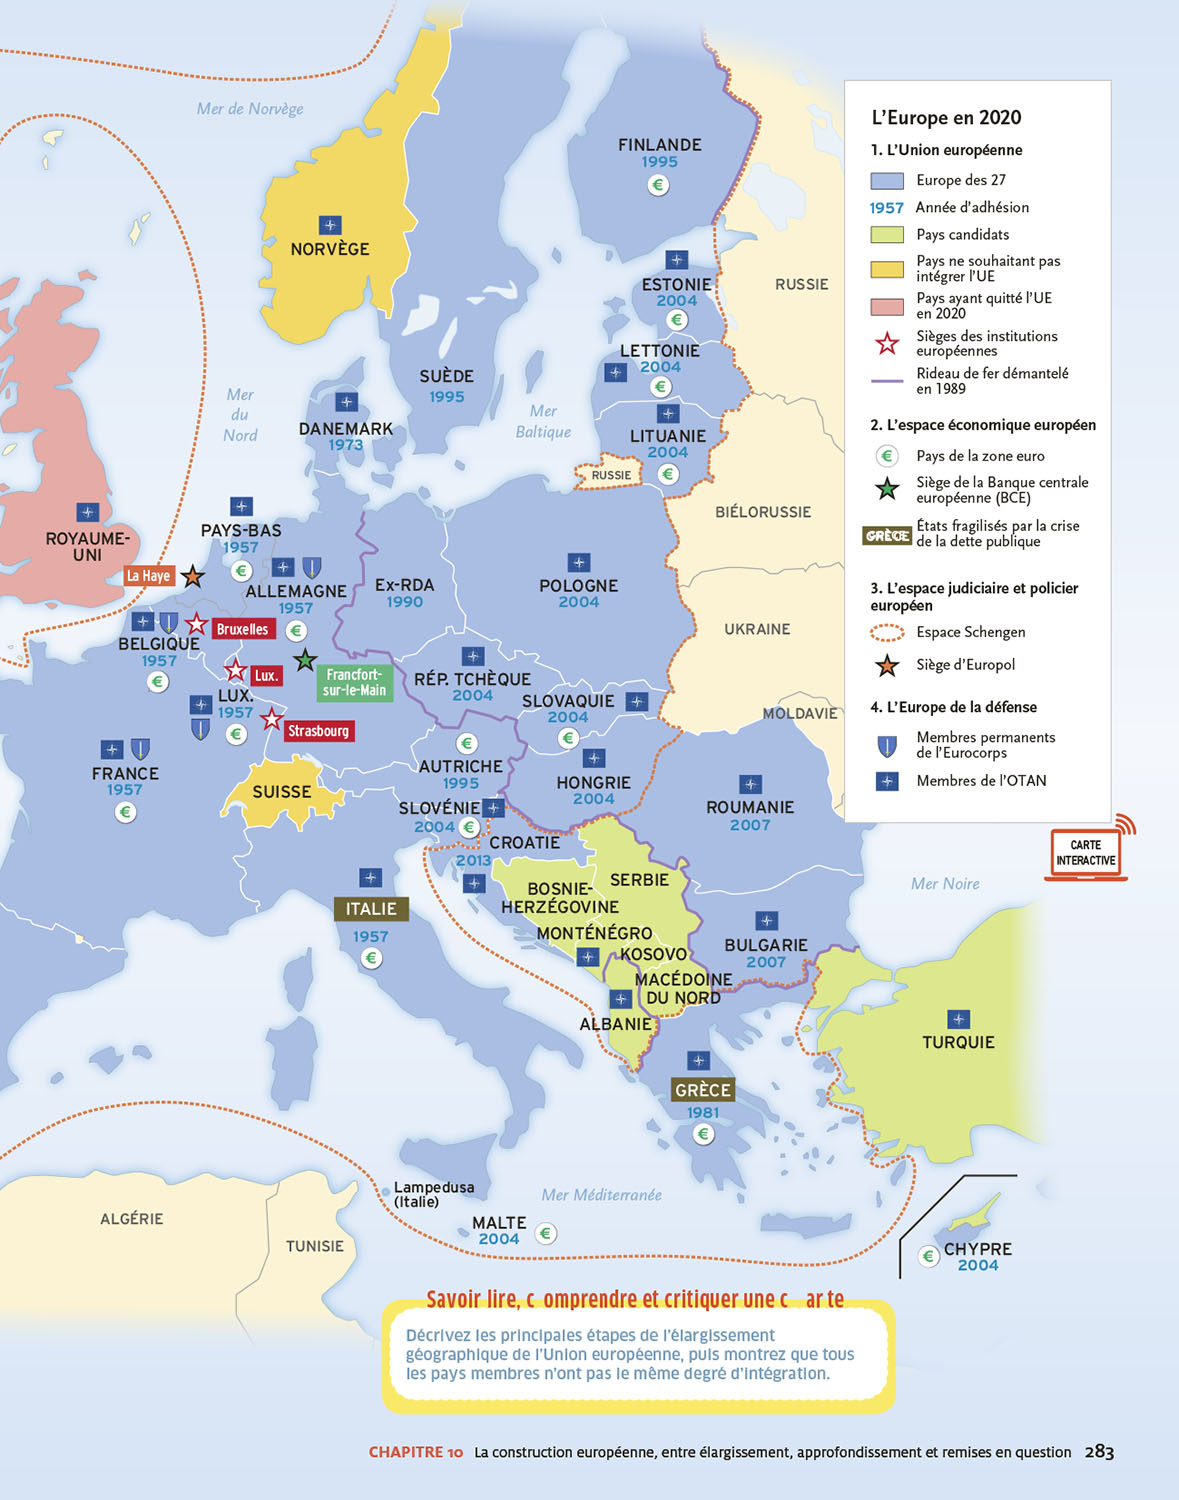 Mer de Norvège
FINLANDE
1995
€
NORVÈGE
ESTONIE
2004
€
RUSSIE
LETTONIE
2004
€
SUÈDE
1995
Mer
du
Nord
Mer
Baltique
DANEMARK
1973
LITUANIE
2004
€
RUSSIE
BIÉLORUSSIE
ROYAUME-
UNI
PAYS-BAS
1957
€
La Haye
ALLEMAGNE
1957
€
Ex-RDA
1990
POLOGNE
2004
UKRAINE
BELGIQUE
1957
€
Bruxelles
Lux.
Francfort-
sur-le-Main
RÉP. TCHÈQUE
2004
SLOVAQUIE
2004
€
LUX.
1957
€
Strasbourg
MOLDAVIE
FRANCE
1957
€
SUISSE
€
AUTRICHE
1995
HONGRIE
2004
ROUMANIE
2007
SLOVÉNIE
2004 €
CROATIE
2013
BOSNIE-
HERZÉGOVINE
SERBIE
ITALIE
1957
€
MONTÉNÉGRO
KOSOVO
BULGARIE
2007
MACÉDOINE
DU NORD
ALBANIE
GRÈCE
1981
€
TURQUIE
Mer Noire
Lampedusa
(Italie)
Mer Méditerranée
MALTE
2004
€
ALGÉRIE
TUNISIE
€ CHYPRE
2004
L'Europe en 2020
1. L'Union européenne
Europe des 27
1957 Année d'adhésion
Pays candidats
Pays ne souhaitant pas
intégrer l'UE
Pays ayant quitté l'UE
en 2020
Sièges des institutions
européennes
Rideau de fer démantelé
en 1989
2. L'espace économique européen
€ Pays de la zone euro
Siège de la Banque centrale
européenne (BCE)
GRÈCE États fragilisés par la crise
de la dette publique
3. L'espace judiciaire et policier
européen
Espace Schengen
Siège d'Europol
4. L'Europe de la défense
Membres permanents
de l'Eurocorps
Membres de l'OTAN
CARTE
INTERACTIVE
Savoir lire, c omprendre et critiquer une c ar te
Décrivez les principales étapes de l'élargissement
géographique de l'Union européenne, puis montrez que tous
les pays membres n'ont pas le même degré d'intégration.
CHAPITRE 10 La construction européenne, entre élargissement, approfondissement et remises en question 283